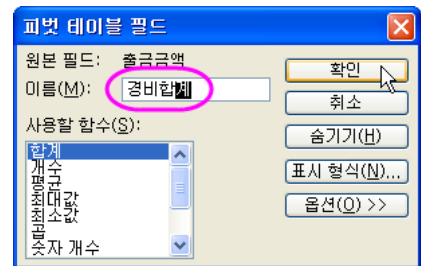 피벗 테이블 필드
원본 필드: 출금금액
이름(M): 경비합계
사용할 함수(S):
합계
개수
평균
최대값
최소값
곱
숫자 개수
확인
취소
숨기기(H)
표시 형식(N)...
옵션(O) >>